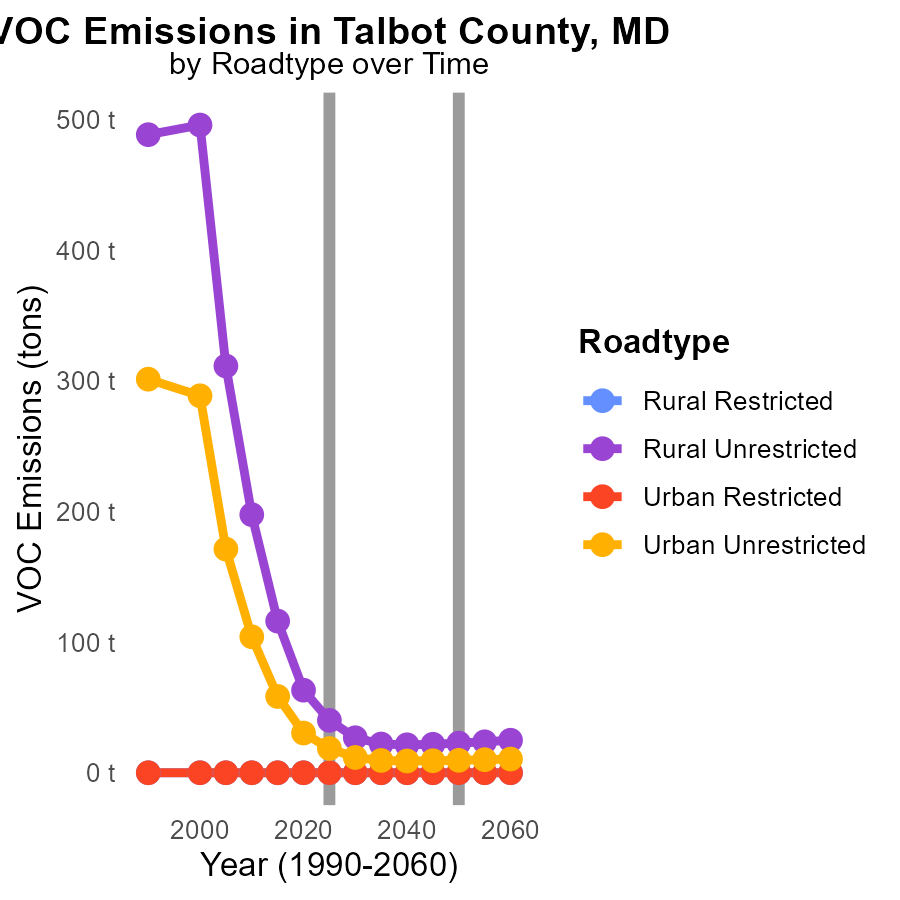 VOC Emissions in Talbot County, MD
by Roadtype over Time
500 t
400 t
300 t
200 t
100 t
0 t
VOC Emissions (tons)
2000 2020 2040 2060
Year (1990-2060)
Roadtype
Rural Restricted
Rural Unrestricted
Urban Restricted
Urban Unrestricted